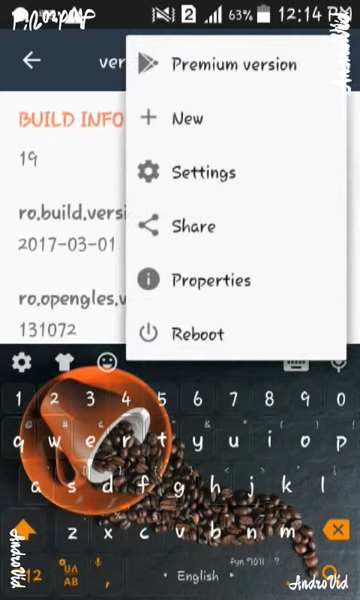 2 63% 12:14 PM
ver
Premium version
BUILD INFO
New
19
Settings
ro.build.versi
2017-03-01
Share
Properties
ro.opengles.v
131072
Reboot
1 2 3 4 5 6 7 8 9 0
q w e r t y u i o p
a s d f g h j k l
z x c v b n m
AndroVid
12 AB , English
AndroVid